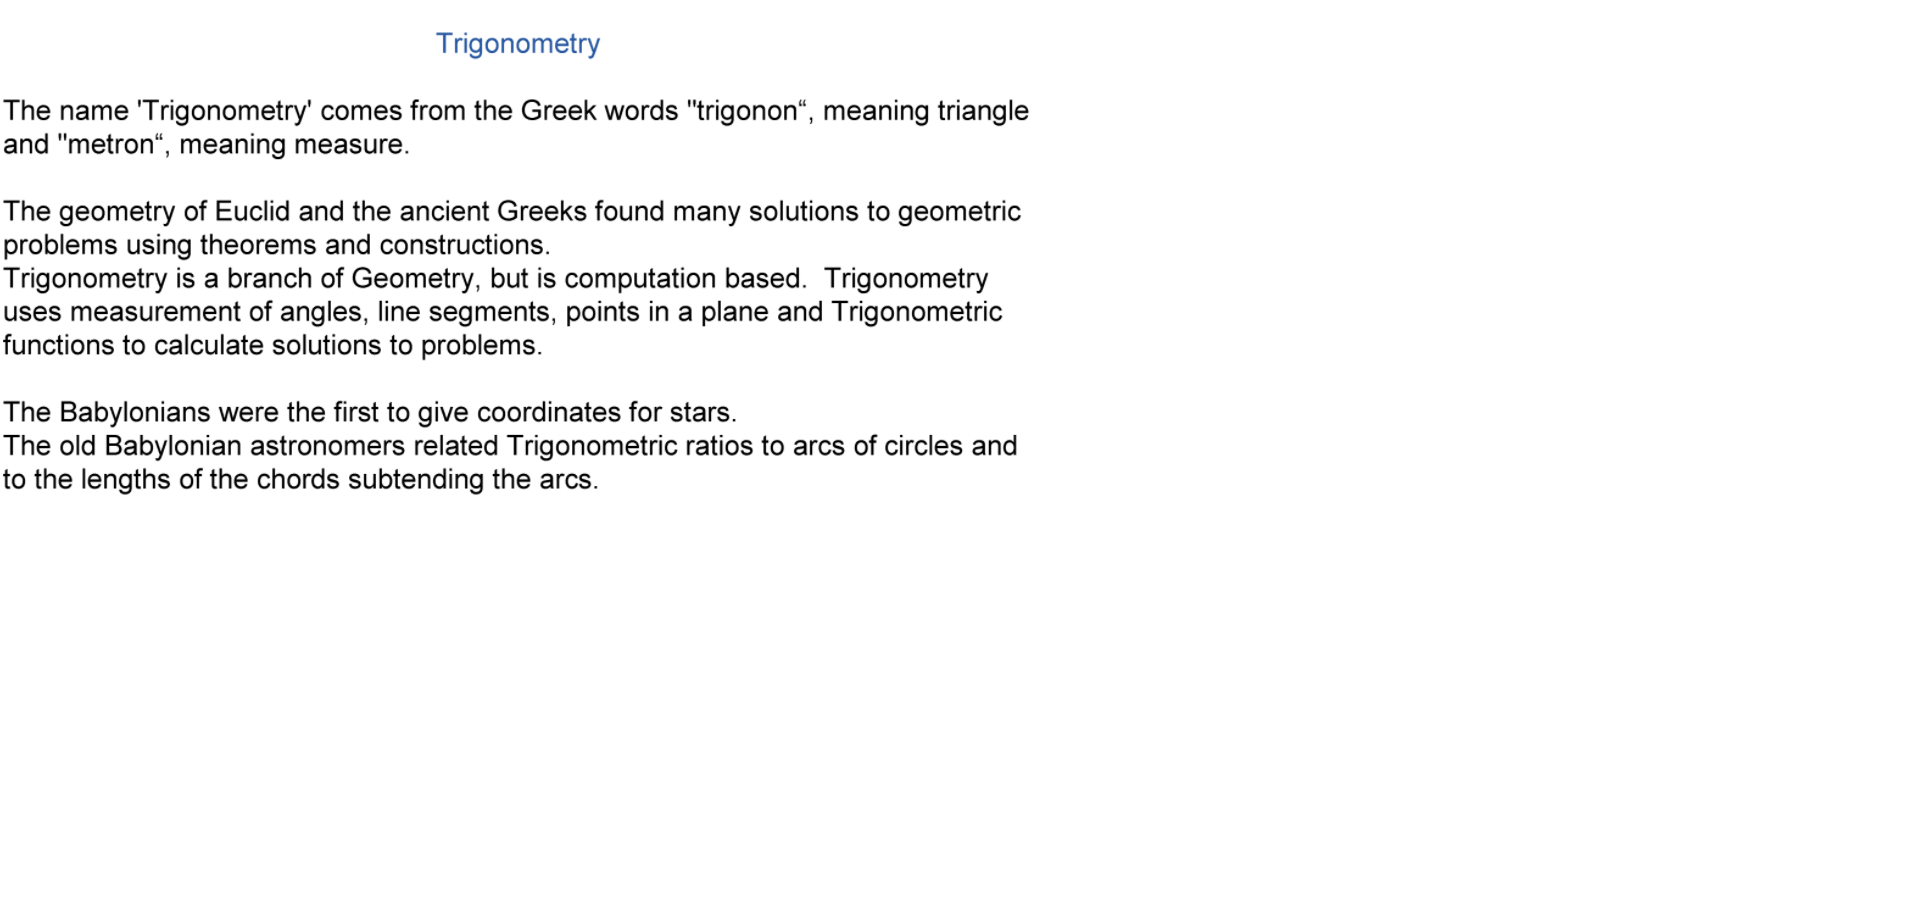 Trigonometry
The name 'Trigonometry' comes from the Greek words "trigonon“, meaning triangle
and "metron“, meaning measure.
The geometry of Euclid and the ancient Greeks found many solutions to geometric
problems using theorems and constructions.
Trigonometry is a branch of Geometry, but is computation based.  Trigonometry
uses measurement of angles, line segments, points in a plane and Trigonometric
functions to calculate solutions to problems.
The Babylonians were the first to give coordinates for stars.
The old Babylonian astronomers related Trigonometric ratios to arcs of circles and
to the lengths of the chords subtending the arcs.